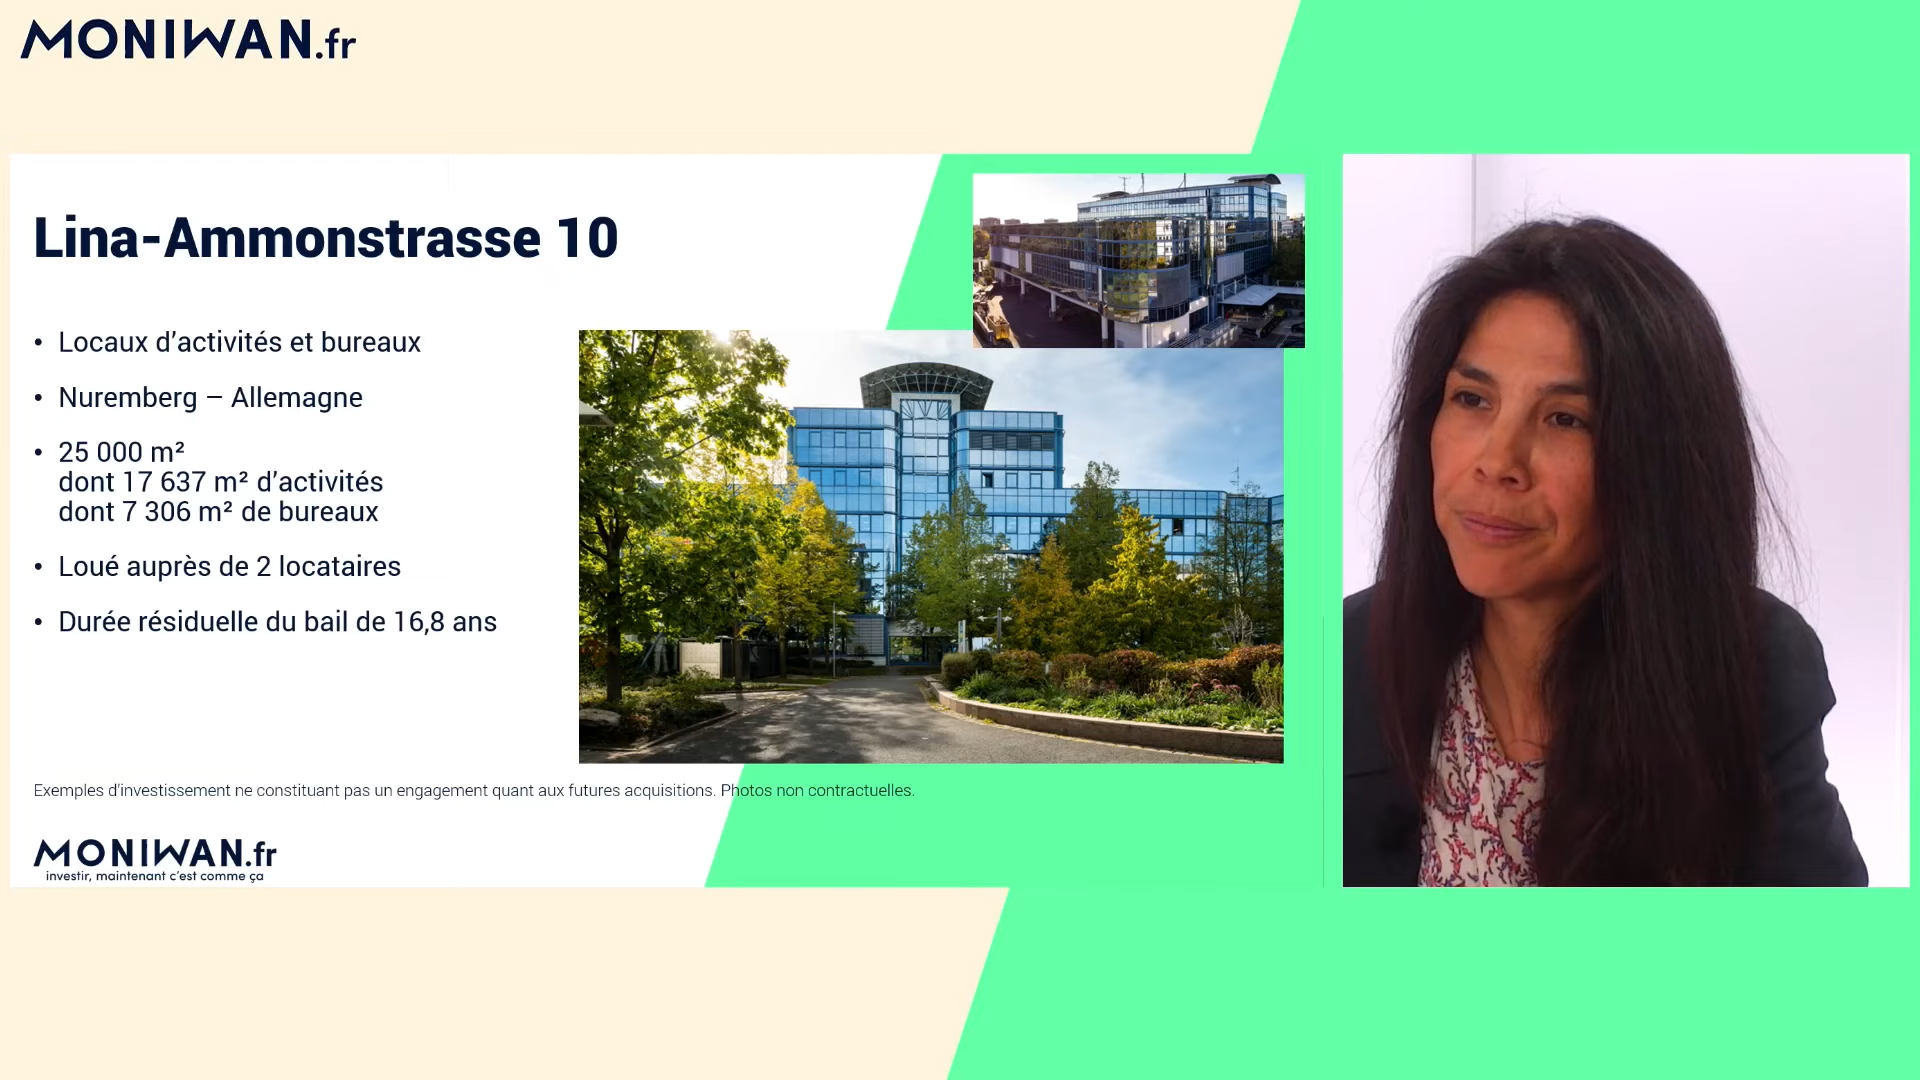 MONIWAN.fr
Lina-Ammonstrasse 10
• Locaux d’activités et bureaux
• Nuremberg – Allemagne
• 25 000 m²
dont 17 637 m² d’activités
dont 7 306 m² de bureaux
• Loué auprès de 2 locataires
• Durée résiduelle du bail de 16,8 ans
Exemples d’investissement ne constituant pas un engagement quant aux futures acquisitions. Photos non contractuelles.
MONIWAN.fr
investir, maintenant c’est comme ça